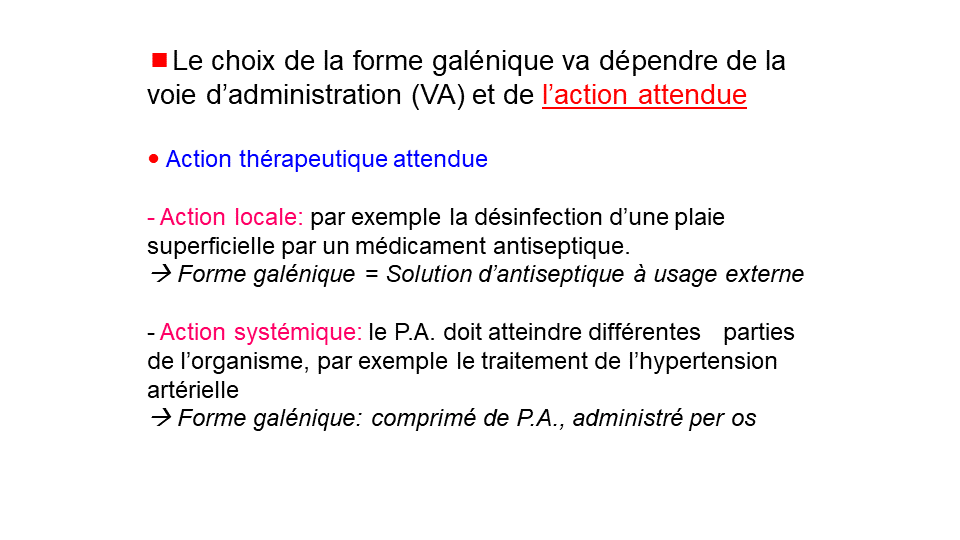 ■Le choix de la forme galénique va dépendre de la
voie d’administration (VA) et de l’action attendue
• Action thérapeutique attendue
- Action locale: par exemple la désinfection d’une plaie
superficielle par un médicament antiseptique.
→ Forme galénique = Solution d’antiseptique à usage externe
- Action systémique: le P.A. doit atteindre différentes parties
de l’organisme, par exemple le traitement de l’hypertension
artérielle
→ Forme galénique: comprimé de P.A., administré per os